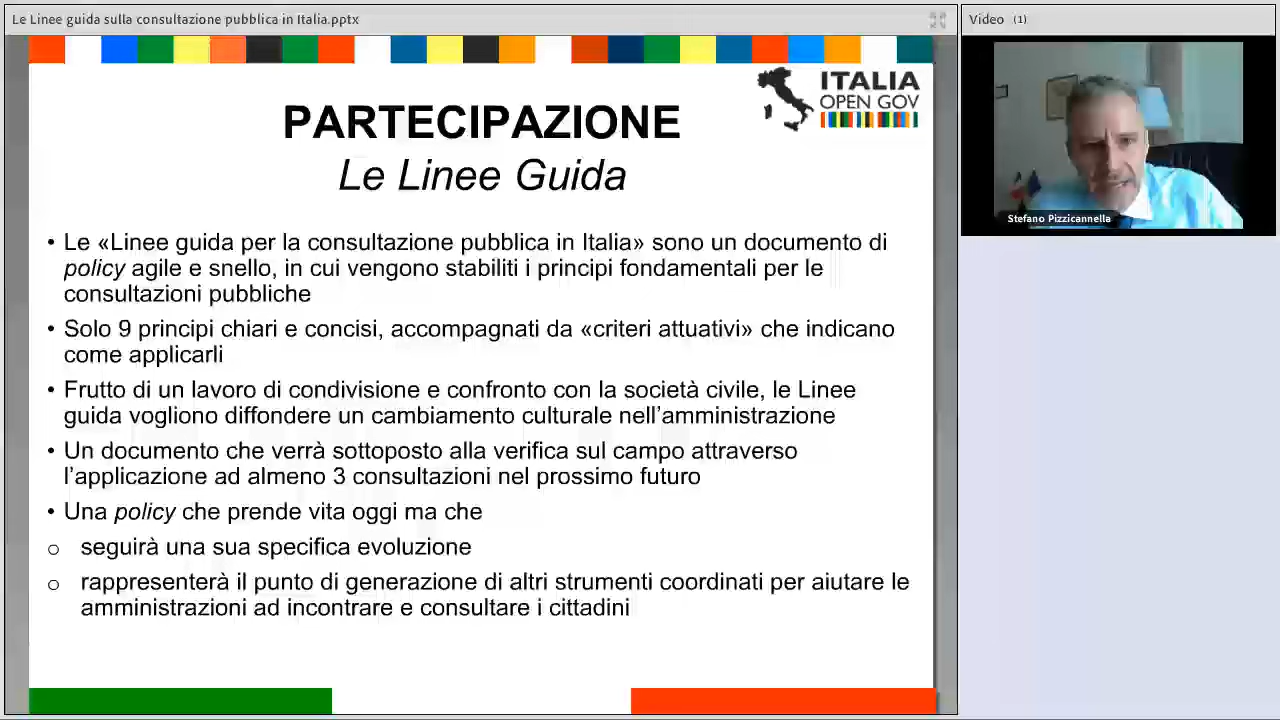 Le Linee guida sulla consultazione pubblica in Italia.pptx
Video (1)
ITALIA
OPEN GOV
PARTECIPAZIONE
Le Linee Guida
• Le «Linee guida per la consultazione pubblica in Italia» sono un documento di
policy agile e snello, in cui vengono stabiliti i principi fondamentali per le
consultazioni pubbliche
• Solo 9 principi chiari e concisi, accompagnati da «criteri attuativi» che indicano
come applicarli
• Frutto di un lavoro di condivisione e confronto con la società civile, le Linee
guida vogliono diffondere un cambiamento culturale nell’amministrazione
• Un documento che verrà sottoposto alla verifica sul campo attraverso
l’applicazione ad almeno 3 consultazioni nel prossimo futuro
• Una policy che prende vita oggi ma che
o seguirà una sua specifica evoluzione
o rappresenterà il punto di generazione di altri strumenti coordinati per aiutare le
amministrazioni ad incontrare e consultare i cittadini
Stefano Pizzicannella